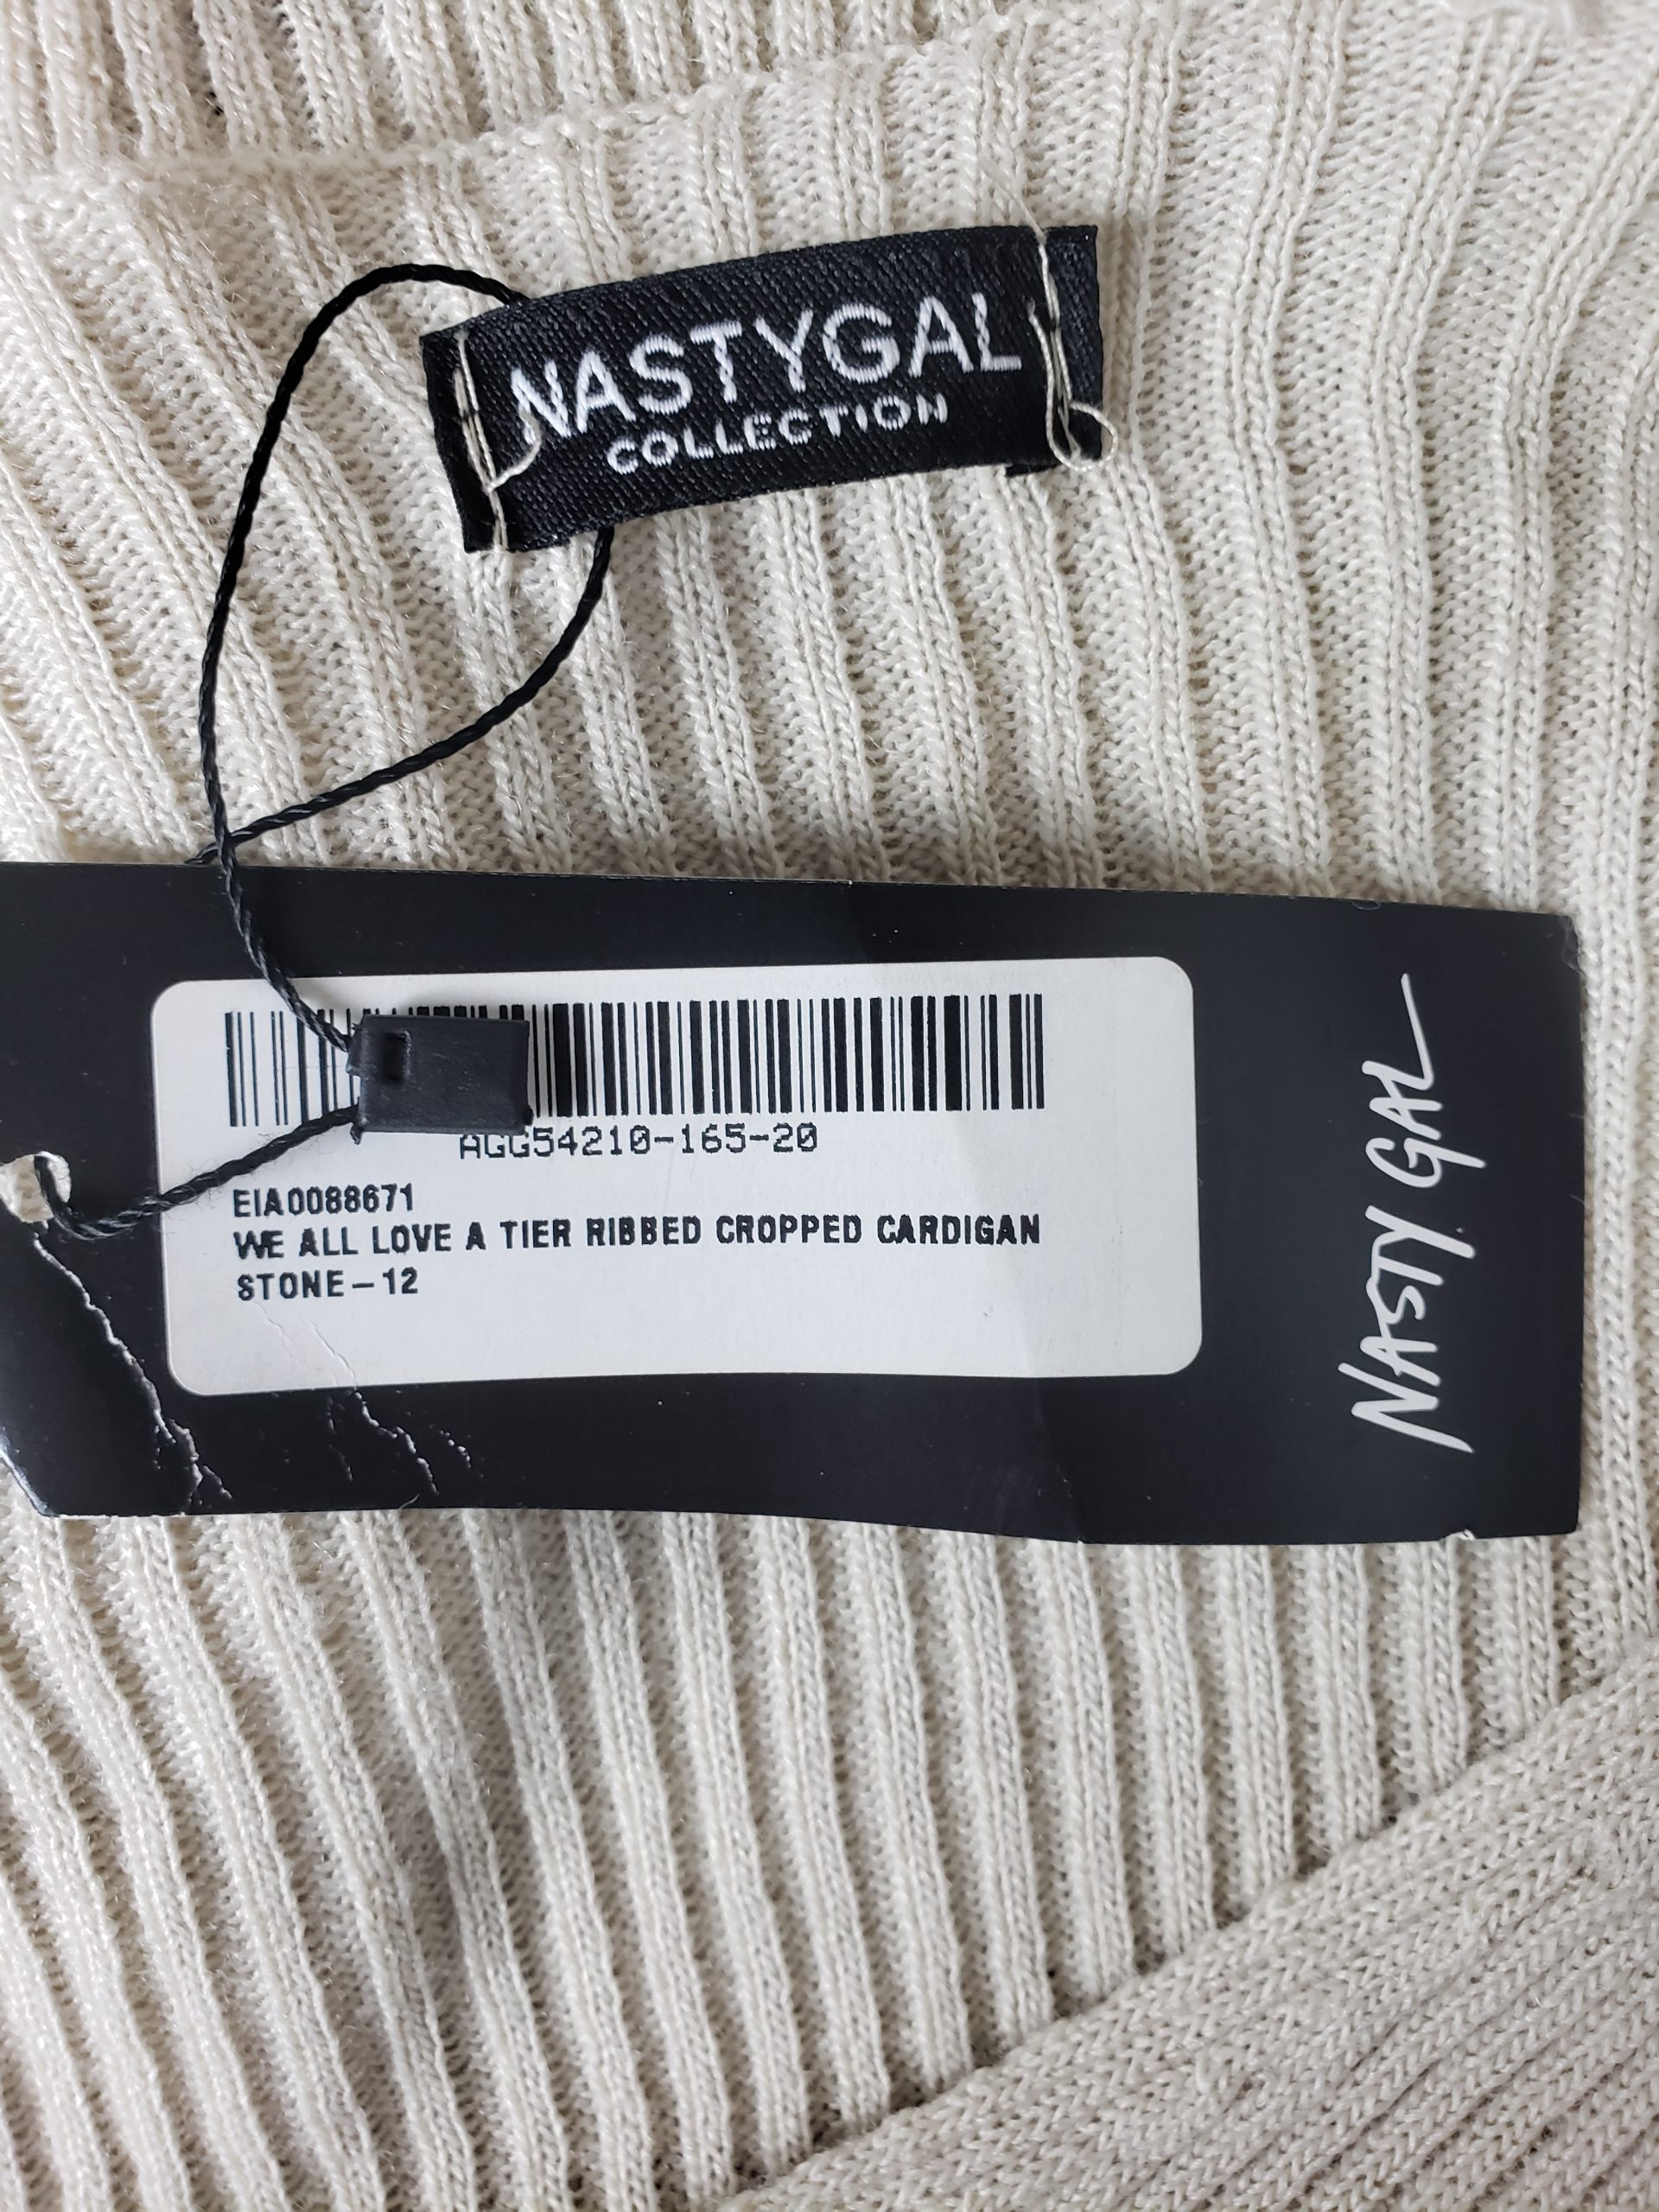 NASTYGAL
COLLECTION
AGG54210-165-20
EIA0088671
WE ALL LOVE A TIER RIBBED CROPPED CARDIGAN
STONE-12
NASTY GAL